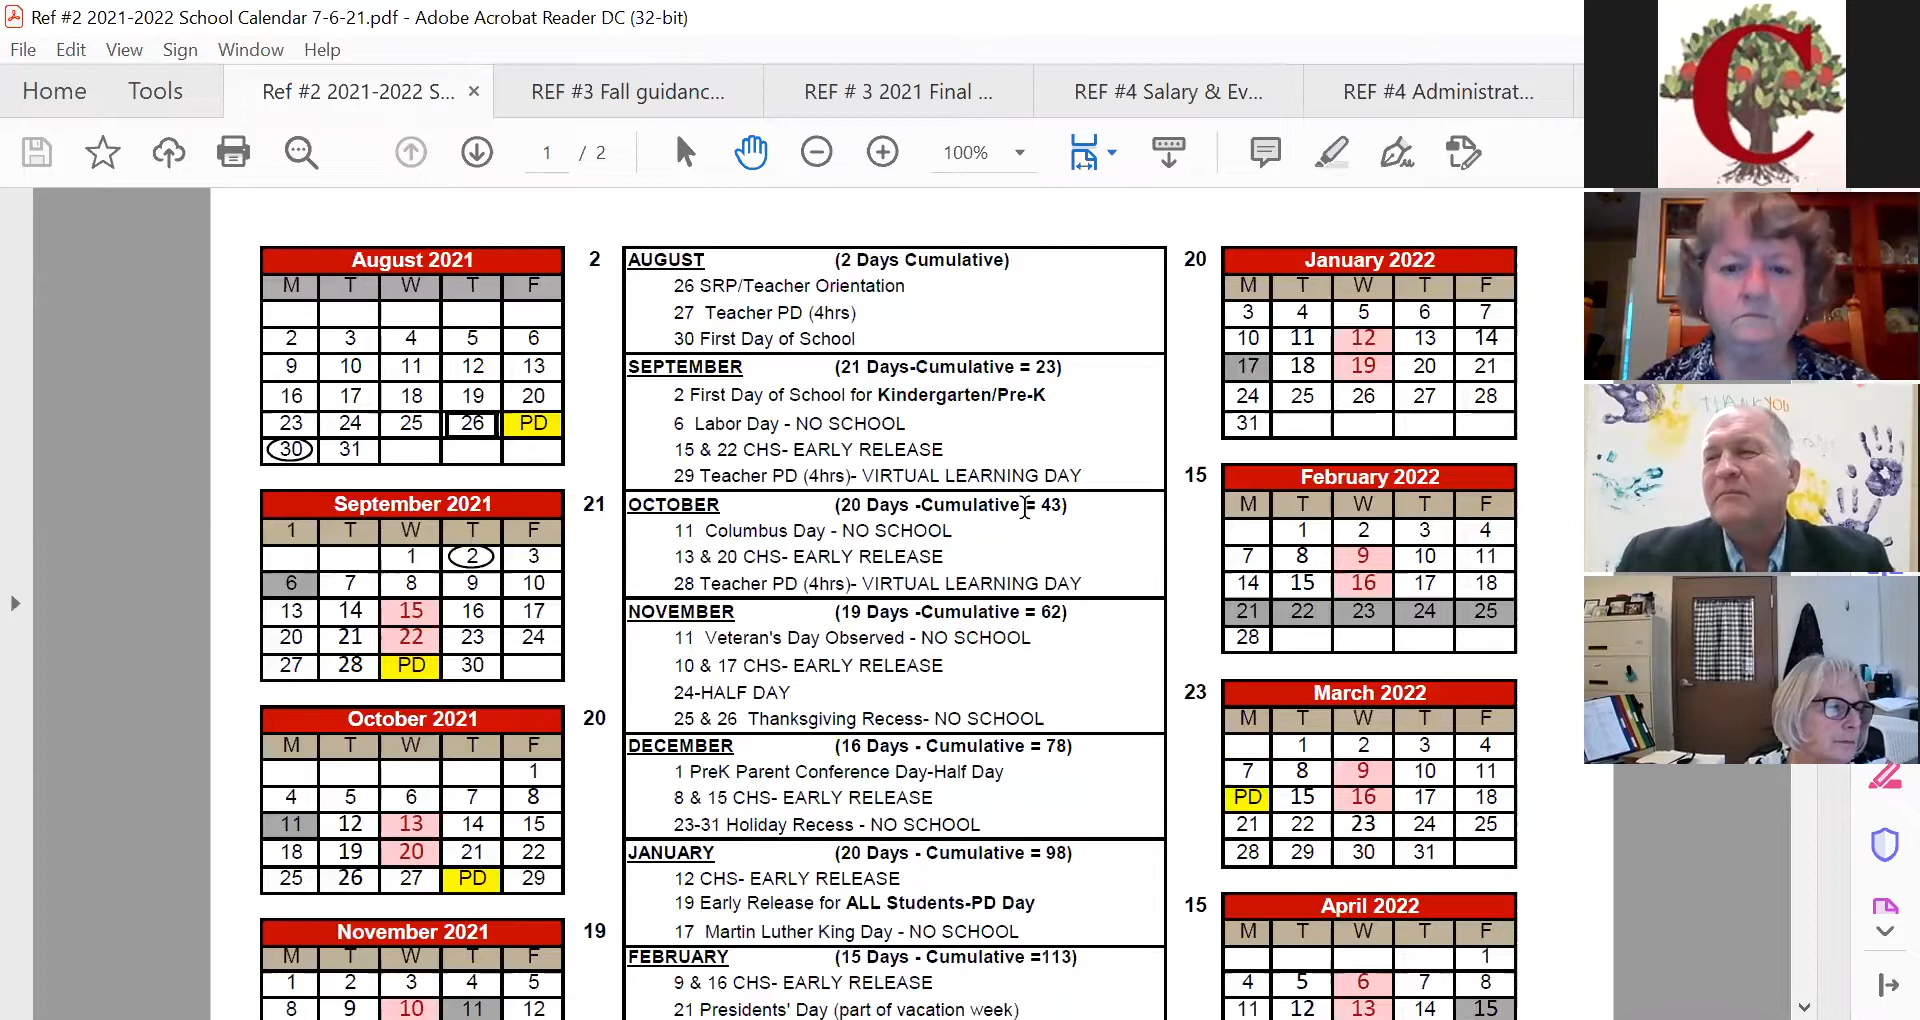 Ref #2 2021-2022 School Calendar 7-6-21.pdf - Adobe Acrobat Reader DC (32-bit)
File Edit View Sign Window Help
Home Tools Ref #2 2021-2022 S... × REF #3 Fall guidanc... REF # 3 2021 Final ... REF #4 Salary & Ev... REF #4 Administrat...
1 / 2 100%
C
THANK YOU
August 2021
M T W T F
2 3 4 5 6
9 10 11 12 13
16 17 18 19 20
23 24 25 26 PD
30 31
2
September 2021
1 T W T F
1 2 3
6 7 8 9 10
13 14 15 16 17
20 21 22 23 24
27 28 PD 30
21
October 2021
M T W T F
1
4 5 6 7 8
11 12 13 14 15
18 19 20 21 22
25 26 27 PD 29
20
November 2021
M T W T F
1 2 3 4 5
8 9 10 11 12
19
AUGUST (2 Days Cumulative)
26 SRP/Teacher Orientation
27 Teacher PD (4hrs)
30 First Day of School
SEPTEMBER (21 Days-Cumulative = 23)
2 First Day of School for Kindergarten/Pre-K
6 Labor Day - NO SCHOOL
15 & 22 CHS- EARLY RELEASE
29 Teacher PD (4hrs)- VIRTUAL LEARNING DAY
OCTOBER (20 Days -Cumulative = 43)
11 Columbus Day - NO SCHOOL
13 & 20 CHS- EARLY RELEASE
28 Teacher PD (4hrs)- VIRTUAL LEARNING DAY
NOVEMBER (19 Days -Cumulative = 62)
11 Veteran's Day Observed - NO SCHOOL
10 & 17 CHS- EARLY RELEASE
24-HALF DAY
25 & 26 Thanksgiving Recess- NO SCHOOL
DECEMBER (16 Days - Cumulative = 78)
1 PreK Parent Conference Day-Half Day
8 & 15 CHS- EARLY RELEASE
23-31 Holiday Recess - NO SCHOOL
JANUARY (20 Days - Cumulative = 98)
12 CHS- EARLY RELEASE
19 Early Release for ALL Students-PD Day
17 Martin Luther King Day - NO SCHOOL
FEBRUARY (15 Days - Cumulative =113)
9 & 16 CHS- EARLY RELEASE
21 Presidents' Day (part of vacation week)
20
January 2022
M T W T F
3 4 5 6 7
10 11 12 13 14
17 18 19 20 21
24 25 26 27 28
31
15
February 2022
M T W T F
1 2 3 4
7 8 9 10 11
14 15 16 17 18
21 22 23 24 25
28
23
March 2022
M T W T F
1 2 3 4
7 8 9 10 11
PD 15 16 17 18
21 22 23 24 25
28 29 30 31
15
April 2022
M T W T F
1
4 5 6 7 8
11 12 13 14 15